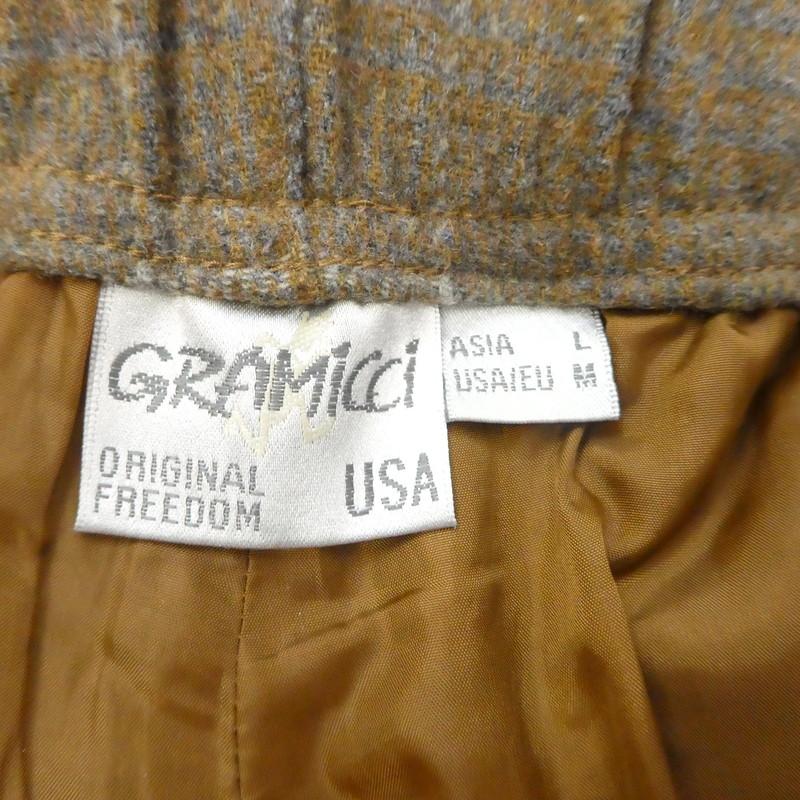 GRAMiCCi
ORIGINAL
FREEDOM
USA
ASIA L
USA/EU M